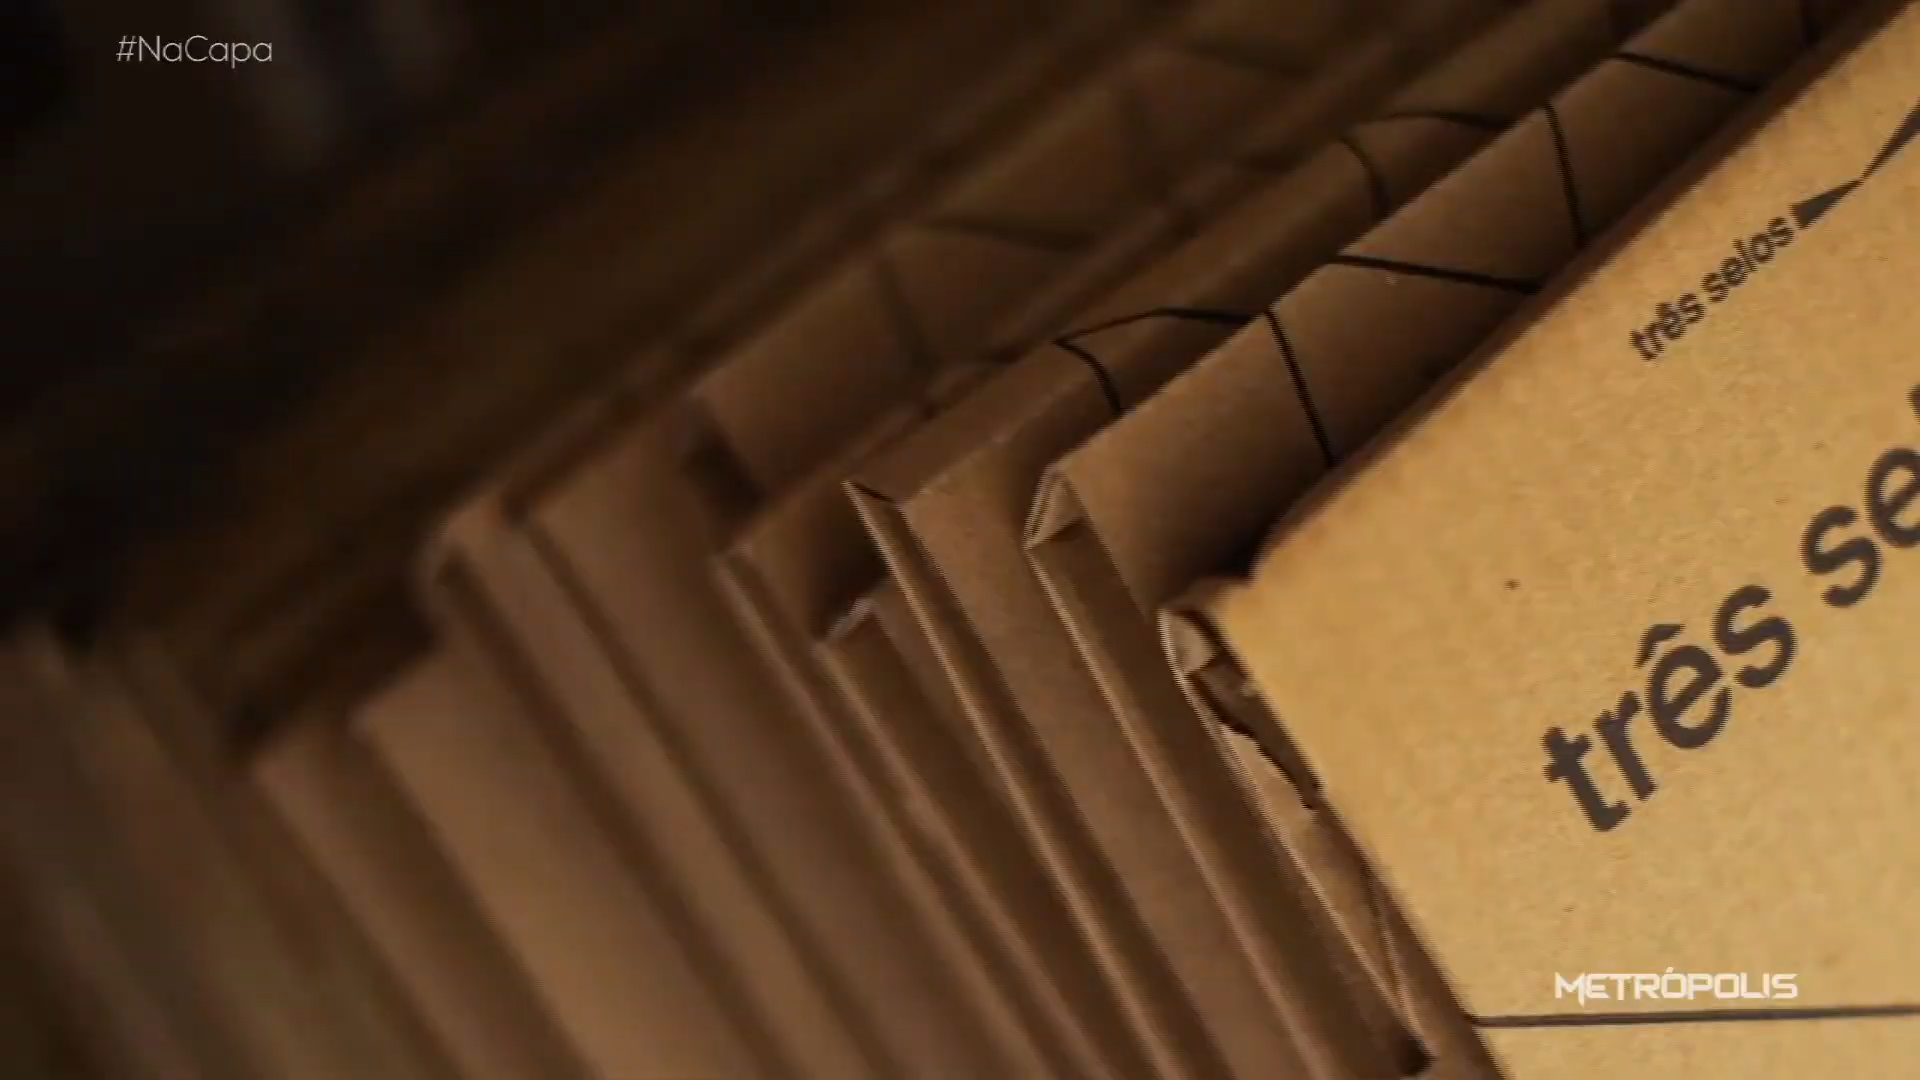 #NaCapa
três selos
três se
METRÓPOLIS